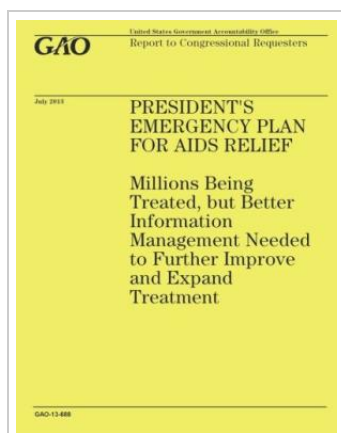 United States Government Accountability Office
GAO
Report to Congressional Requesters
July 2013
PRESIDENT'S
EMERGENCY PLAN
FOR AIDS RELIEF
Millions Being
Treated, but Better
Information
Management Needed
to Further Improve
and Expand
Treatment
GAO-13-688